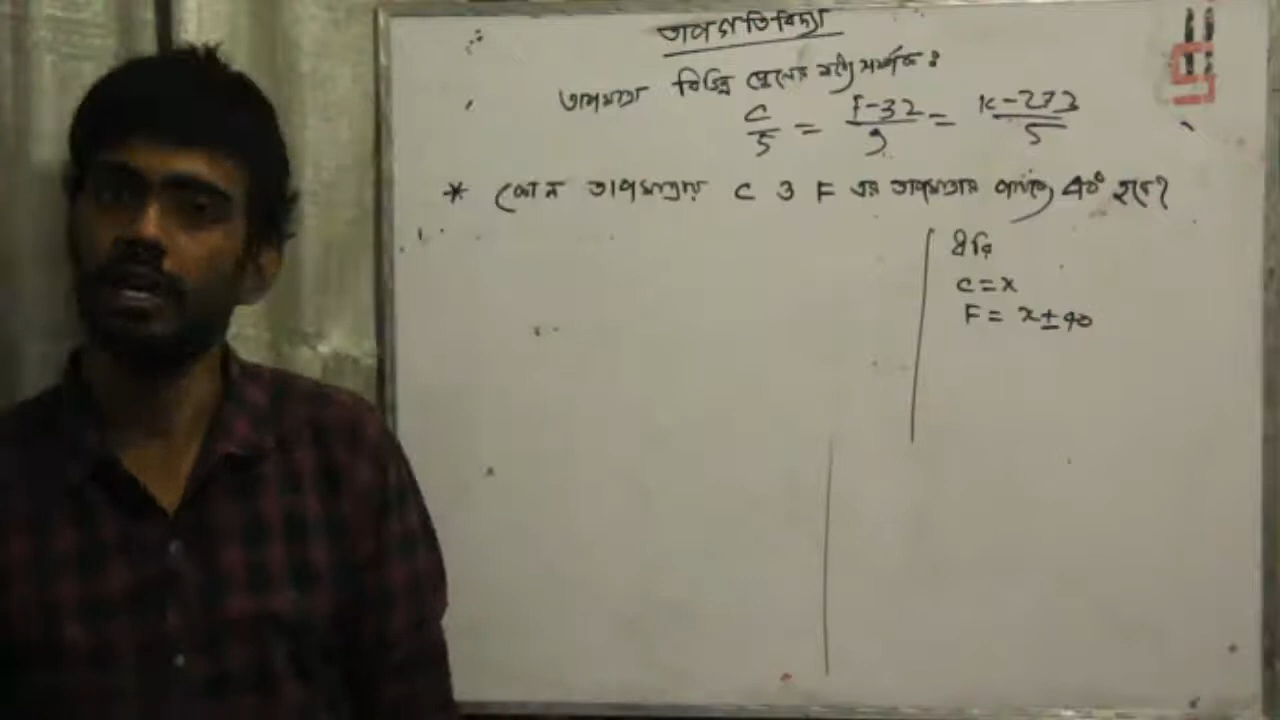 তাপগতিবিদ্যা
তাপমাত্রা বিভিন্ন স্কেলের মধ্যে সম্পর্ক :
C/5 = F-32/9 = K-273/5
* কোন তাপমাত্রায় C ও F এর তাপমাত্রার পার্থক্য 40° হবে?
ধরি
C = x
F = x ± 40